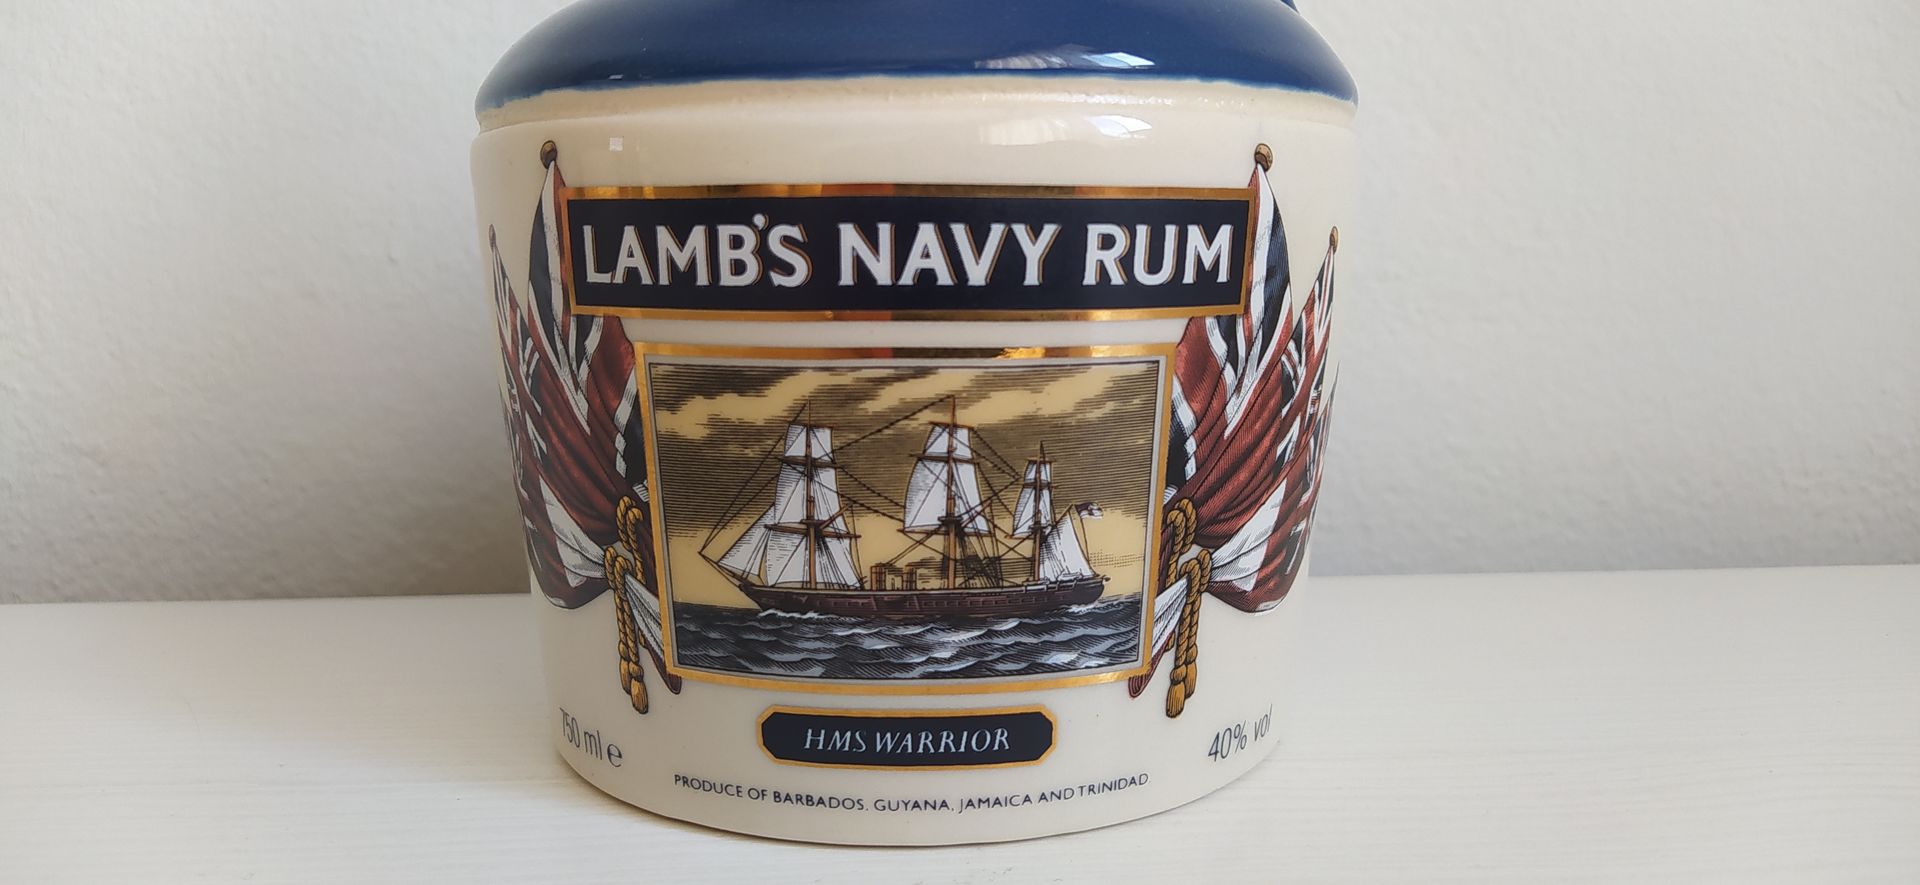 LAMB'S NAVY RUM
HMS WARRIOR
750 ml e
40% vol
PRODUCE OF BARBADOS, GUYANA, JAMAICA AND TRINIDAD